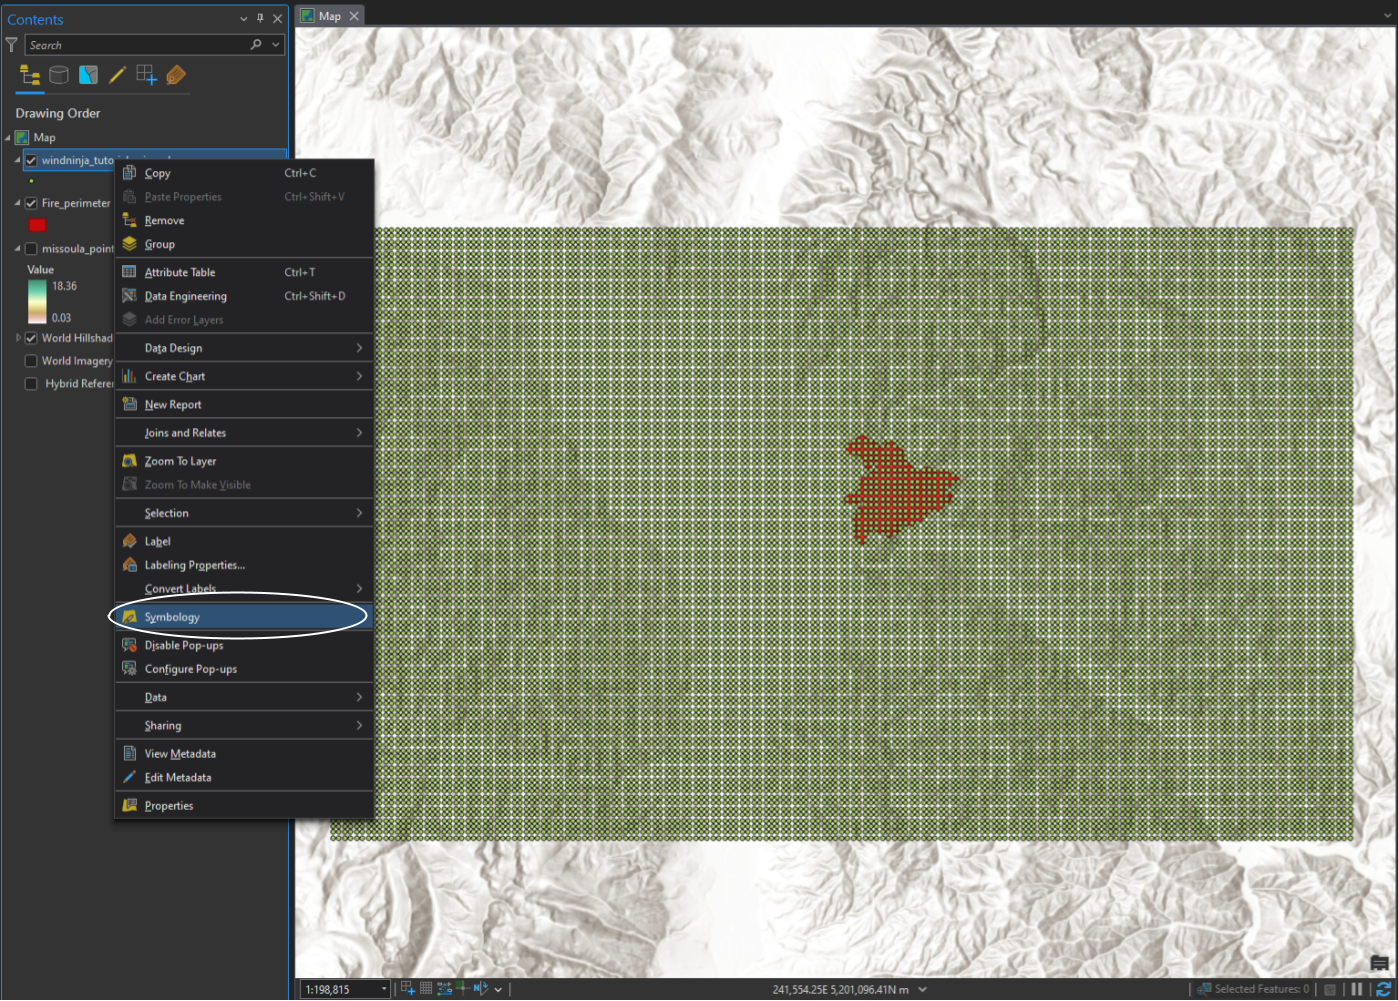 Contents
Map
Search
Drawing Order
Map
windninja_tuto
Fire_perimeter
missoula_point
Value
18.36
0.03
World Hillshad
World Imagery
Hybrid Refere
Copy Ctrl+C
Paste Properties Ctrl+Shift+V
Remove
Group
Attribute Table Ctrl+T
Data Engineering Ctrl+Shift+D
Add Error Layers
Data Design
Create Chart
New Report
Joins and Relates
Zoom To Layer
Zoom To Make Visible
Selection
Label
Labeling Properties...
Convert Labels
Symbology
Disable Pop-ups
Configure Pop-ups
Data
Sharing
View Metadata
Edit Metadata
Properties
1:198,815
241,554.25E 5,201,096.41N m
Selected Features: 0